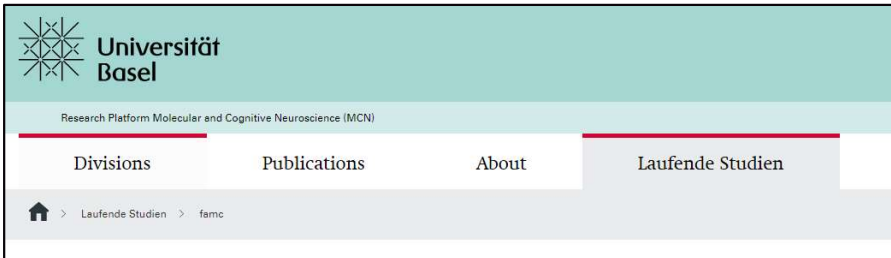 Universität
Basel
Research Platform Molecular and Cognitive Neuroscience (MCN)
Divisions Publications About Laufende Studien
> Laufende Studien > famc